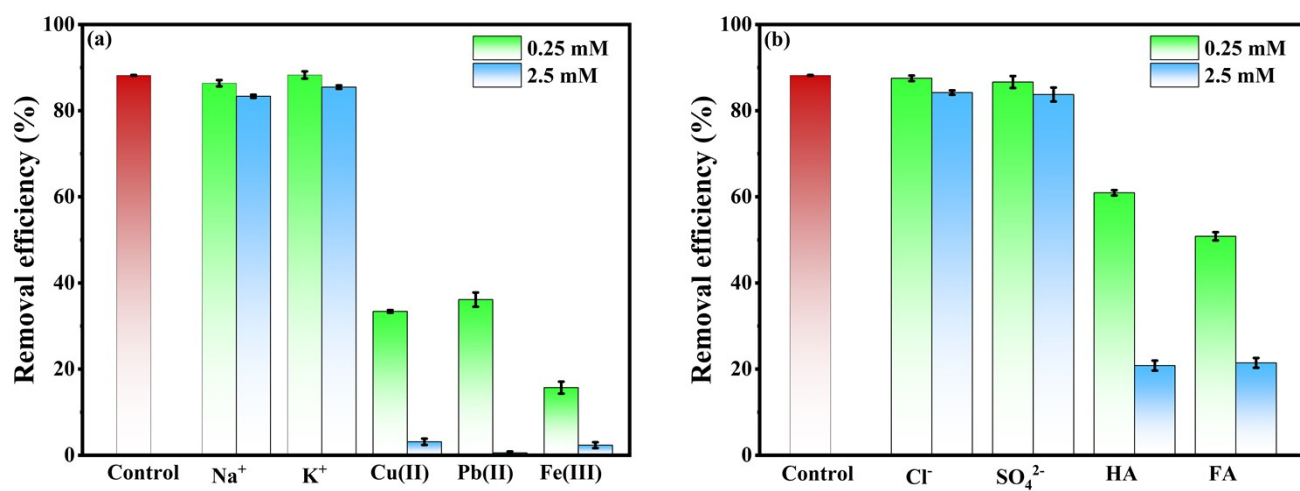 (a)
0.25 mM
2.5 mM
Removal efficiency (%)
100
80
60
40
20
0
Control Na⁺ K⁺ Cu(II) Pb(II) Fe(III)
(b)
0.25 mM
2.5 mM
Removal efficiency (%)
100
80
60
40
20
0
Control Cl⁻ SO₄²⁻ HA FA